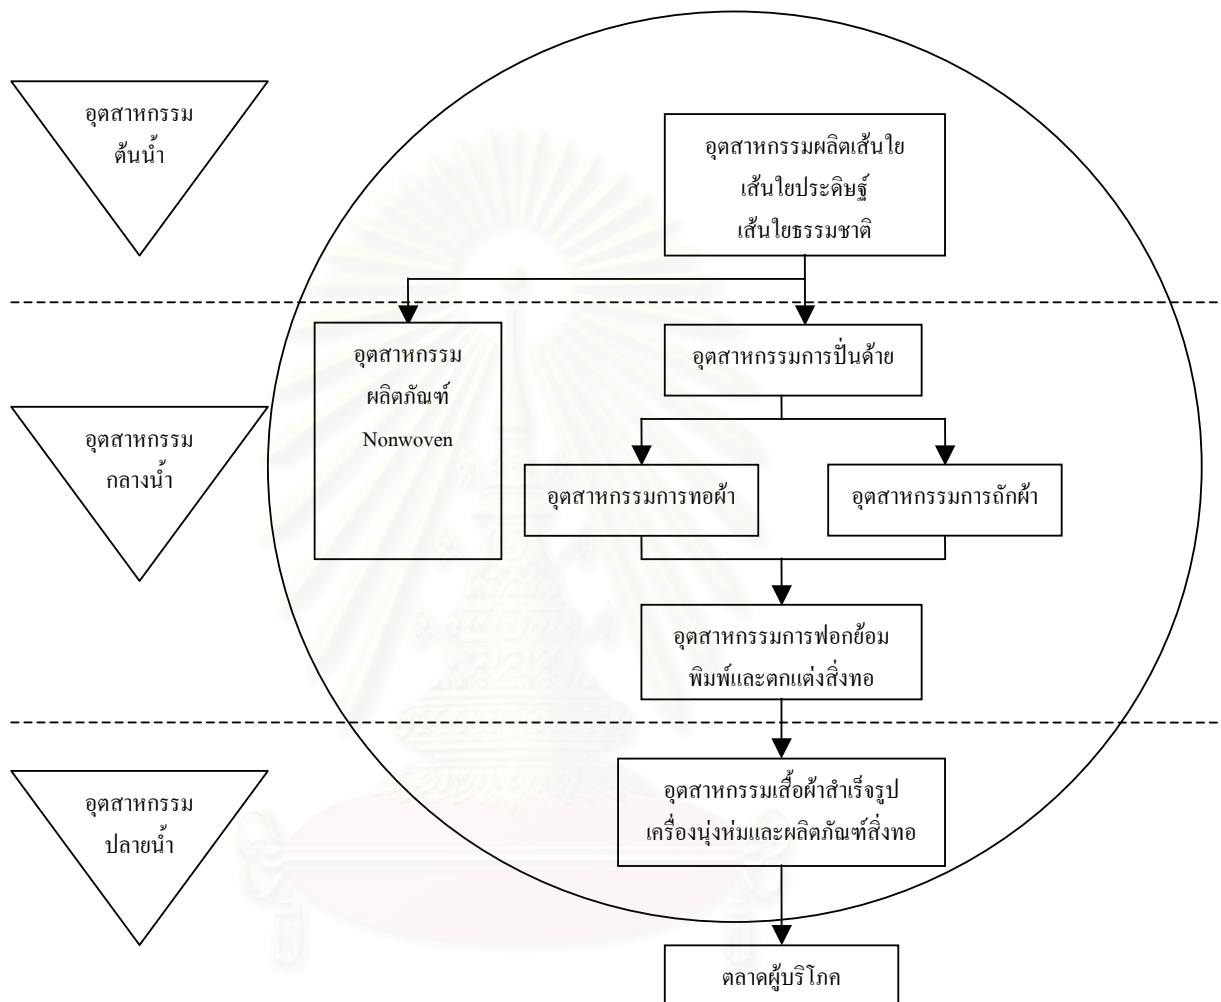 อุตสาหกรรม
ต้นน้ำ
อุตสาหกรรมผลิตเส้นใย
เส้นใยประดิษฐ์
เส้นใยธรรมชาติ
อุตสาหกรรม
ผลิตภัณฑ์
Nonwoven
อุตสาหกรรมการปั่นด้าย
อุตสาหกรรม
กลางน้ำ
อุตสาหกรรมการทอผ้า
อุตสาหกรรมการถักผ้า
อุตสาหกรรมการฟอกย้อม
พิมพ์และตกแต่งสิ่งทอ
อุตสาหกรรม
ปลายน้ำ
อุตสาหกรรมเสื้อผ้าสำเร็จรูป
เครื่องนุ่งห่มและผลิตภัณฑ์สิ่งทอ
ตลาดผู้บริโภค